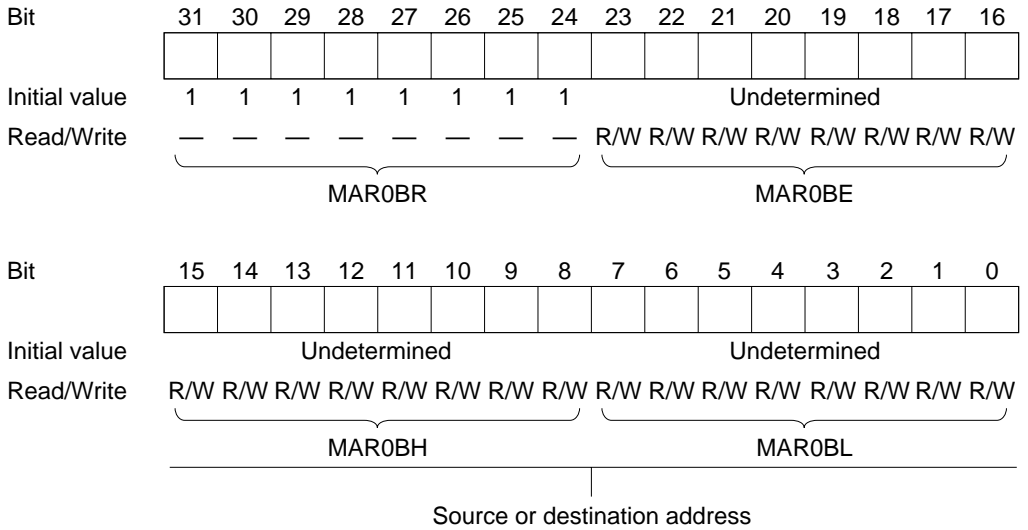 Bit 31 30 29 28 27 26 25 24 23 22 21 20 19 18 17 16
Initial value 1 1 1 1 1 1 1 1 Undetermined
Read/Write — — — — — — — — R/W R/W R/W R/W R/W R/W R/W R/W
MAR0BR MAR0BE
Bit 15 14 13 12 11 10 9 8 7 6 5 4 3 2 1 0
Initial value Undetermined Undetermined
Read/Write R/W R/W R/W R/W R/W R/W R/W R/W R/W R/W R/W R/W R/W R/W R/W R/W
MAR0BH MAR0BL
Source or destination address